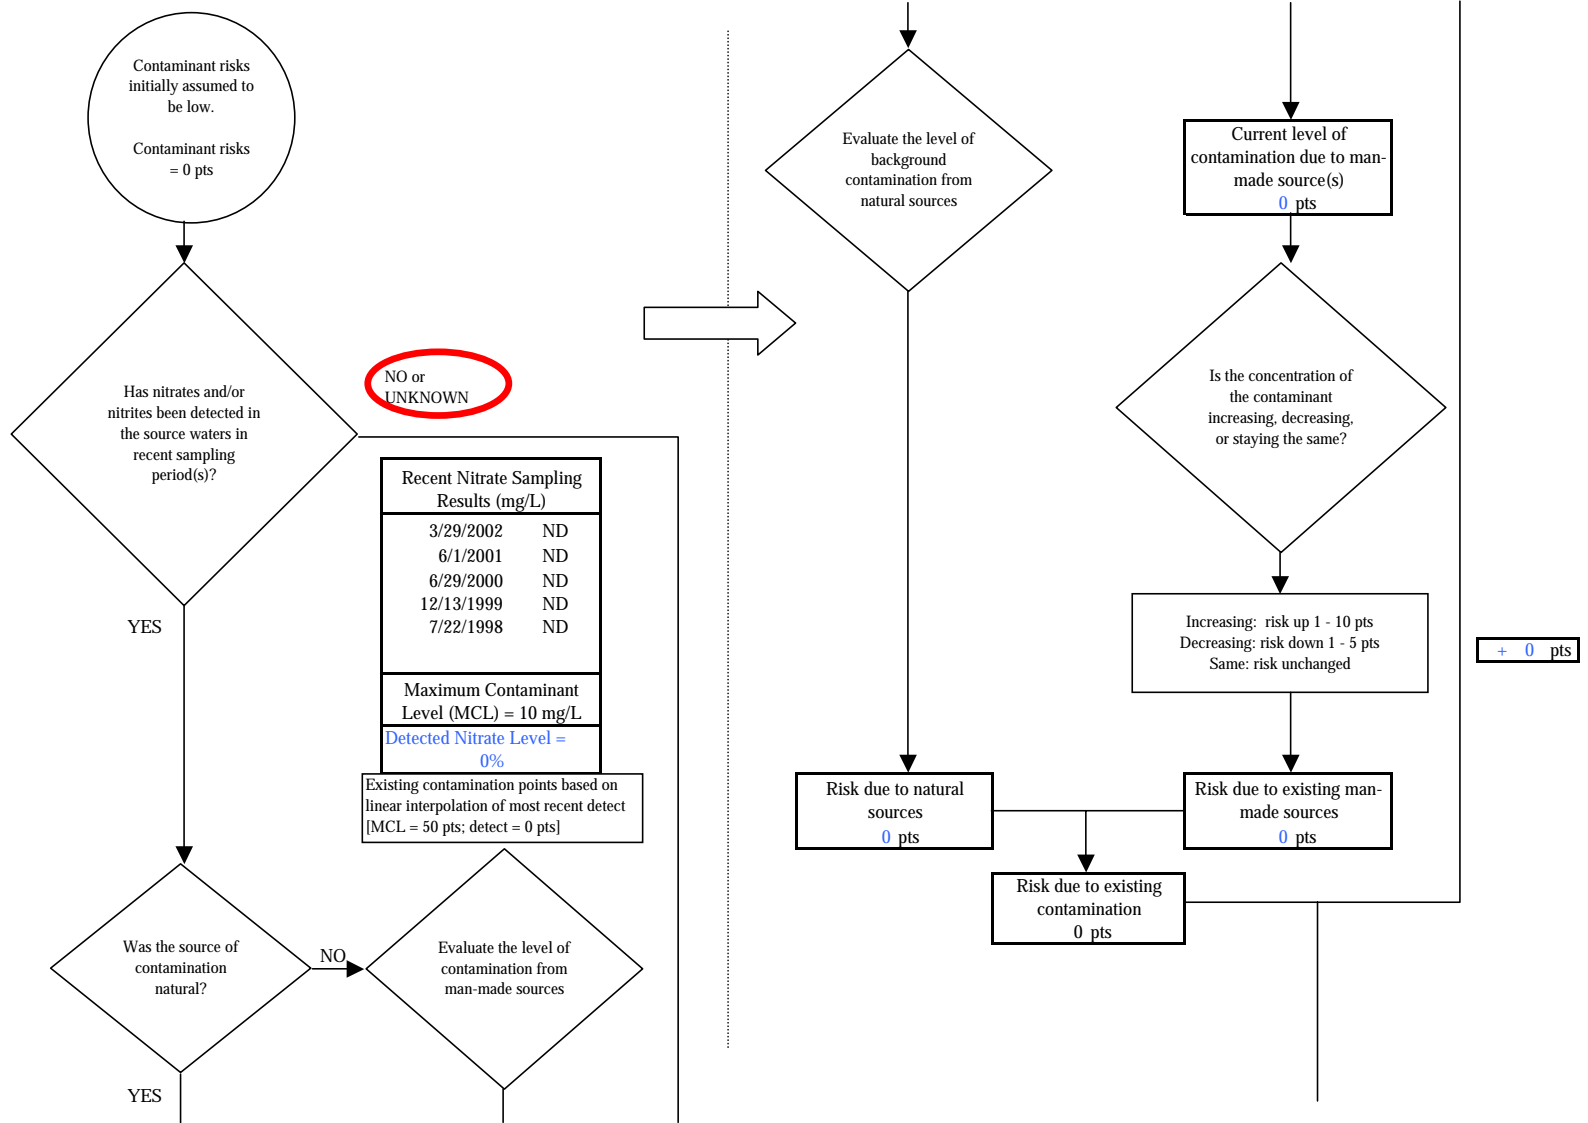 Contaminant risks
initially assumed to
be low.
Contaminant risks
= 0 pts
Has nitrates and/or
nitrites been detected in
the source waters in
recent sampling
period(s)?
NO or
UNKNOWN
YES
Recent Nitrate Sampling
Results (mg/L)
3/29/2002 ND
6/1/2001 ND
6/29/2000 ND
12/13/1999 ND
7/22/1998 ND
Maximum Contaminant
Level (MCL) = 10 mg/L
Detected Nitrate Level =
0%
Existing contamination points based on
linear interpolation of most recent detect
[MCL = 50 pts; detect = 0 pts]
Was the source of
contamination
natural?
NO
YES
Evaluate the level of
contamination from
man-made sources
Evaluate the level of
background
contamination from
natural sources
Current level of
contamination due to man-
made source(s)
0 pts
Is the concentration of
the contaminant
increasing, decreasing,
or staying the same?
Increasing: risk up 1 - 10 pts
Decreasing: risk down 1 - 5 pts
Same: risk unchanged
+ 0 pts
Risk due to natural
sources
0 pts
Risk due to existing man-
made sources
0 pts
Risk due to existing
contamination
0 pts